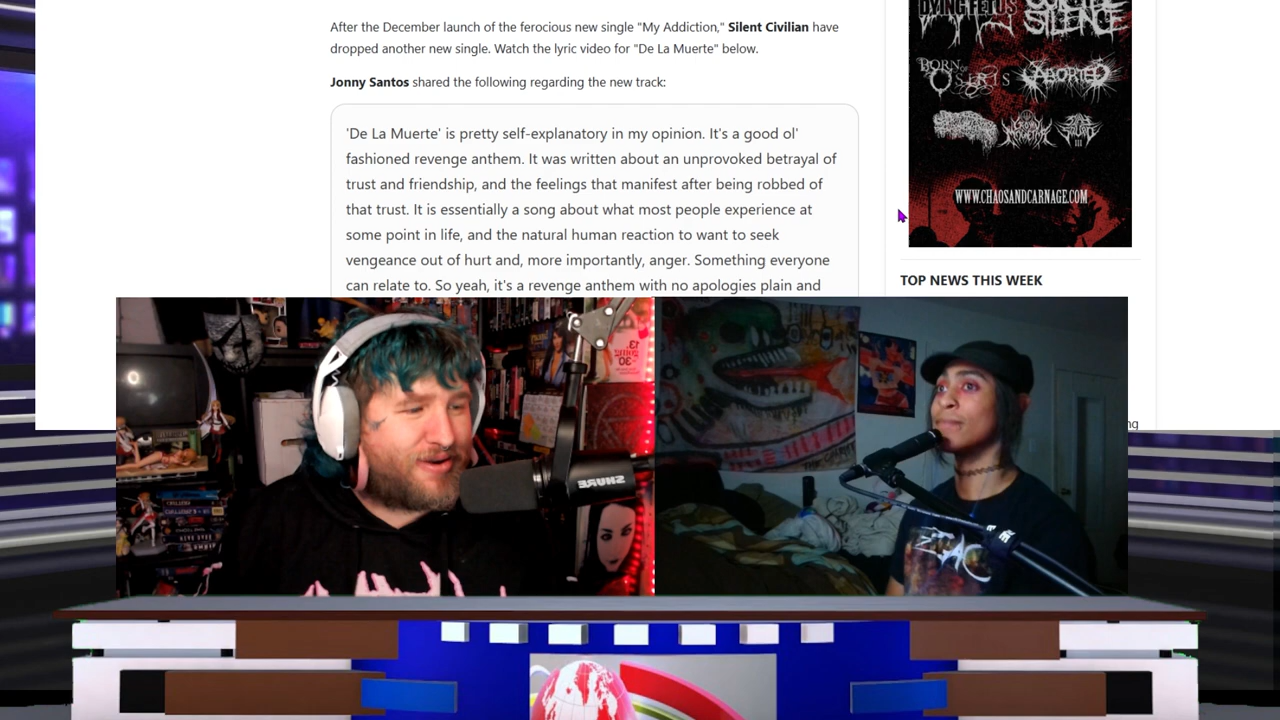 After the December launch of the ferocious new single "My Addiction," Silent Civilian have
dropped another new single. Watch the lyric video for "De La Muerte" below.
Jonny Santos shared the following regarding the new track:
'De La Muerte' is pretty self-explanatory in my opinion. It's a good ol'
fashioned revenge anthem. It was written about an unprovoked betrayal of
trust and friendship, and the feelings that manifest after being robbed of
that trust. It is essentially a song about what most people experience at
some point in life, and the natural human reaction to want to seek
vengeance out of hurt and, more importantly, anger. Something everyone
can relate to. So yeah, it's a revenge anthem with no apologies plain and
DYING FETUS
SILENCE
BORN OF OSIRIS
ABORTED
WWW.CHAOSANDCARNAGE.COM
TOP NEWS THIS WEEK
ng
SHURE